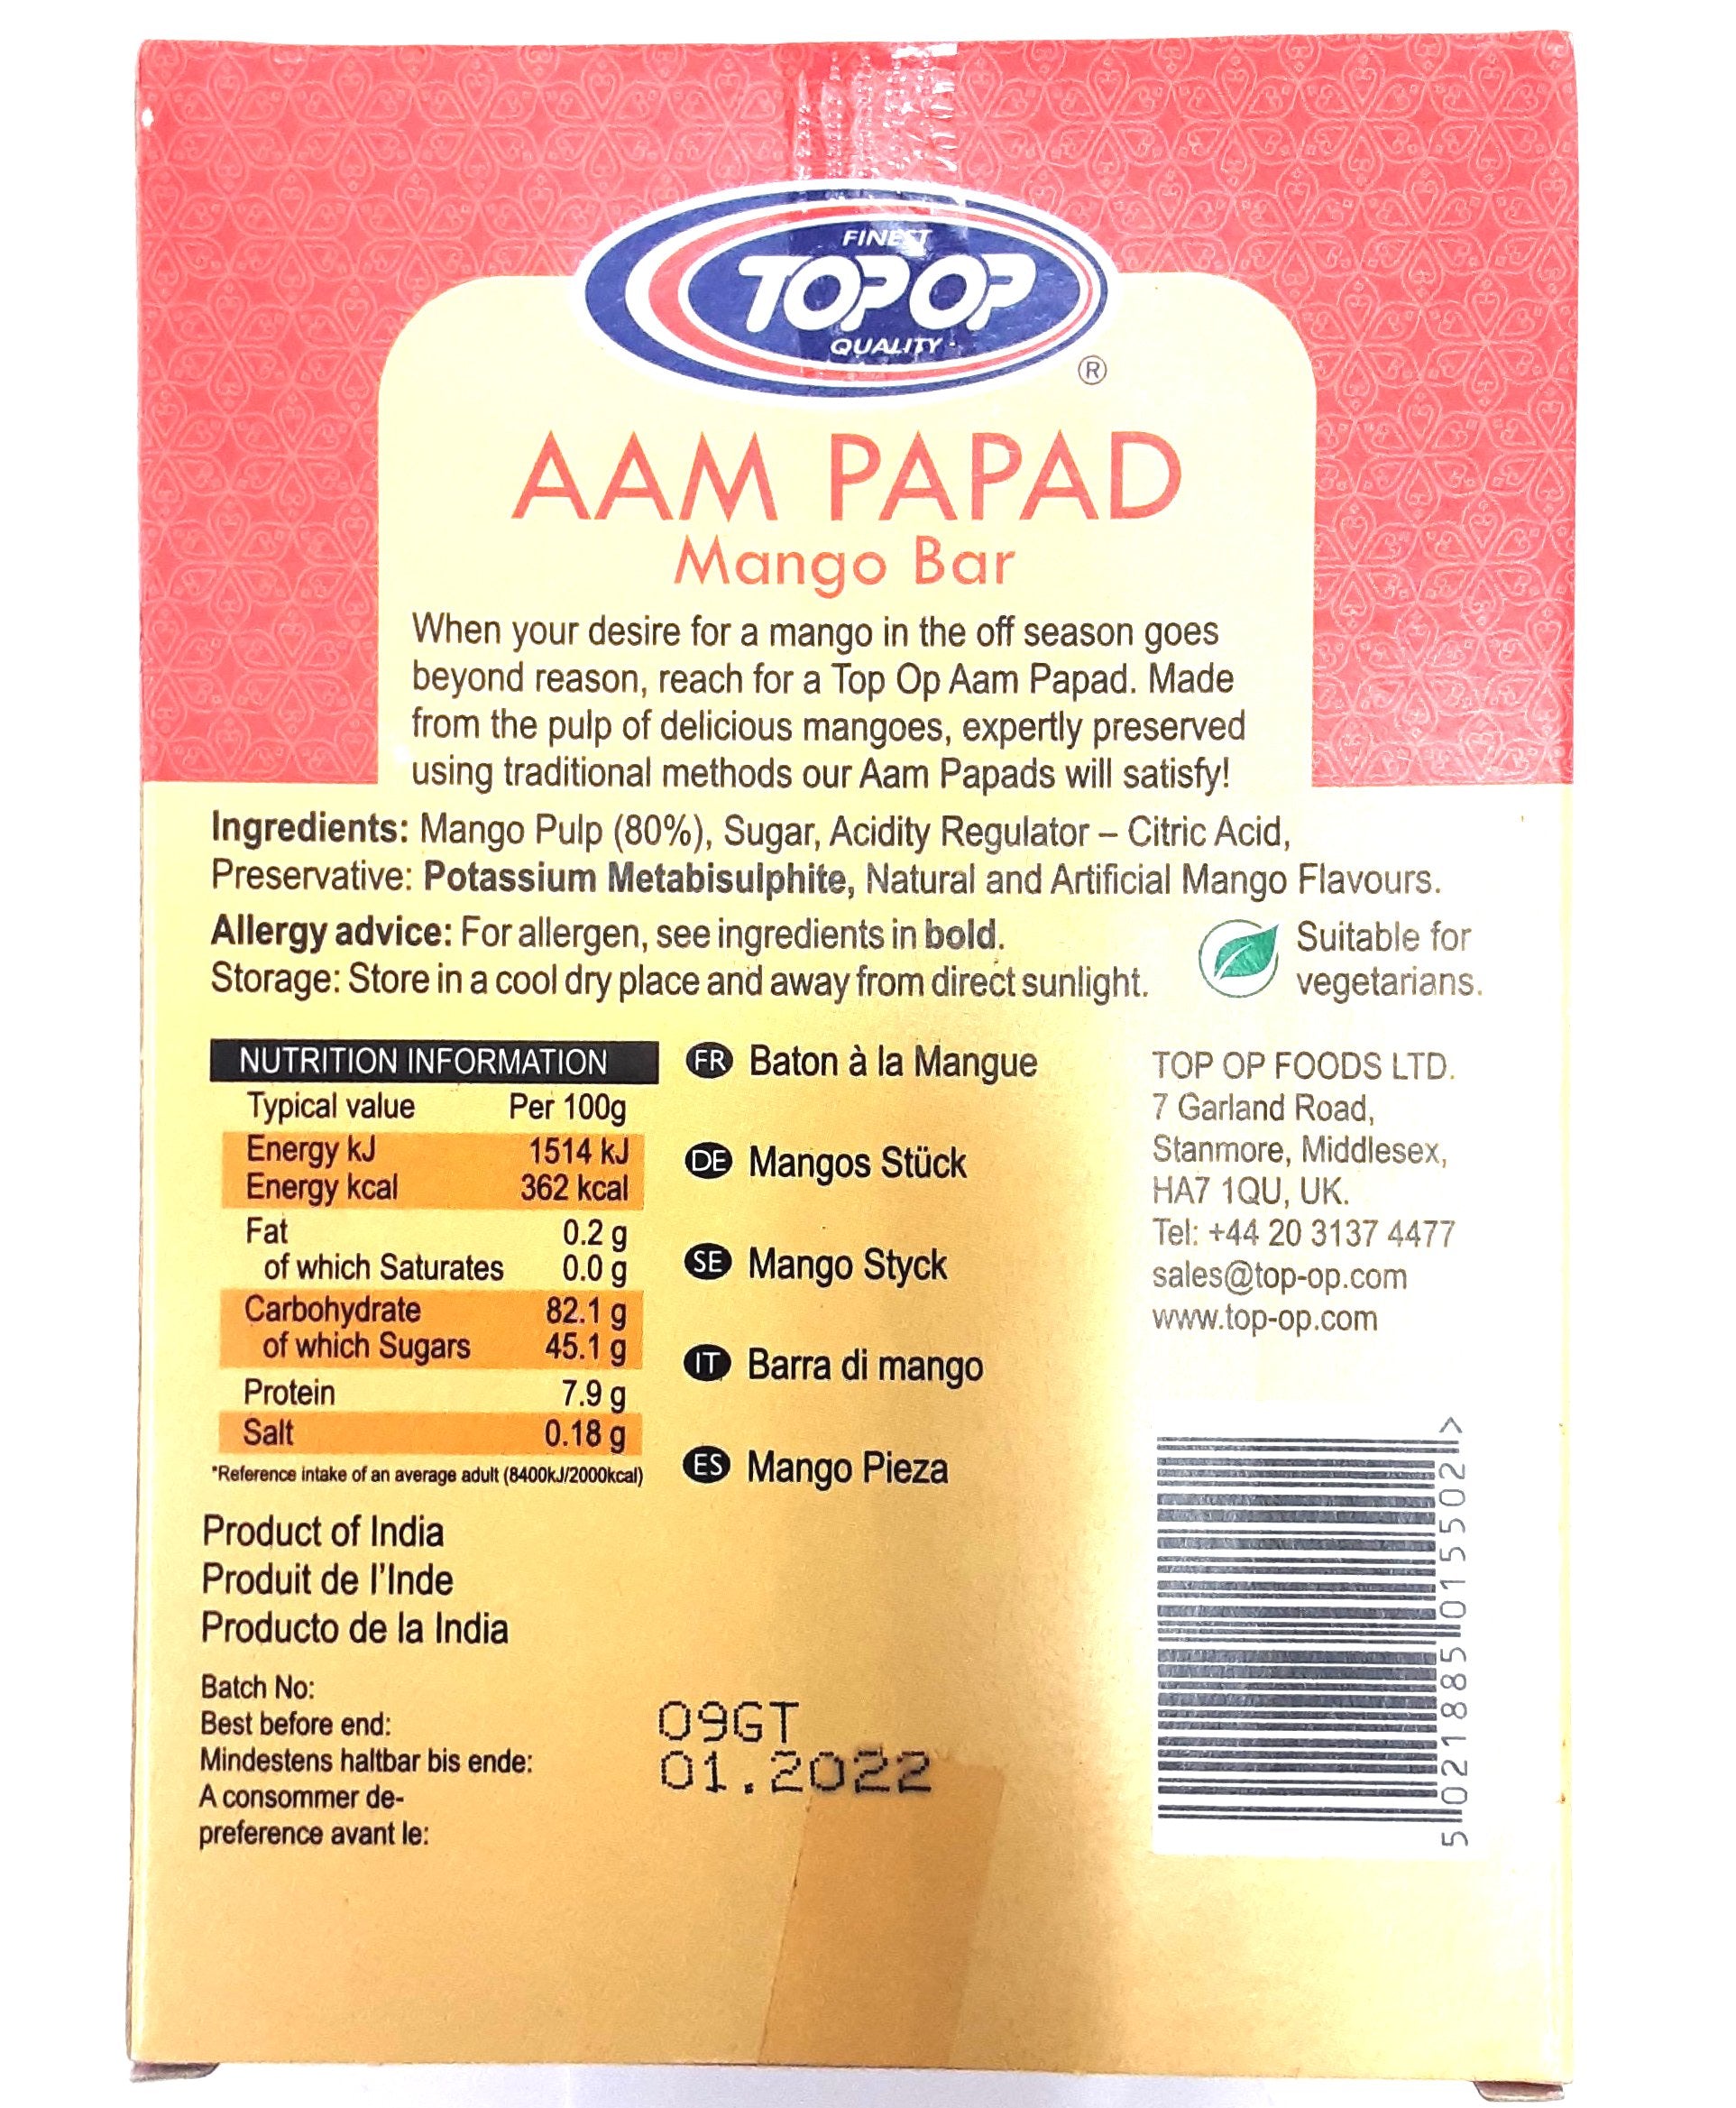 FINEST
TOPOP
QUALITY
®
AAM PAPAD
Mango Bar
When your desire for a mango in the off season goes
beyond reason, reach for a Top Op Aam Papad. Made
from the pulp of delicious mangoes, expertly preserved
using traditional methods our Aam Papads will satisfy!
Ingredients: Mango Pulp (80%), Sugar, Acidity Regulator – Citric Acid,
Preservative: Potassium Metabisulphite, Natural and Artificial Mango Flavours.
Allergy advice: For allergen, see ingredients in bold.
Storage: Store in a cool dry place and away from direct sunlight.
Suitable for
vegetarians.
NUTRITION INFORMATION
Typical value Per 100g
Energy kJ 1514 kJ
Energy kcal 362 kcal
Fat 0.2 g
of which Saturates 0.0 g
Carbohydrate 82.1 g
of which Sugars 45.1 g
Protein 7.9 g
Salt 0.18 g
*Reference intake of an average adult (8400kJ/2000kcal)
FR Baton à la Mangue
DE Mangos Stück
SE Mango Styck
IT Barra di mango
ES Mango Pieza
TOP OP FOODS LTD.
7 Garland Road,
Stanmore, Middlesex,
HA7 1QU, UK.
Tel: +44 20 3137 4477
sales@top-op.com
www.top-op.com
Product of India
Produit de l'Inde
Producto de la India
Batch No:
Best before end:
Mindestens haltbar bis ende:
A consommer de-
preference avant le:
09GT
01.2022
5 021885 015502 >